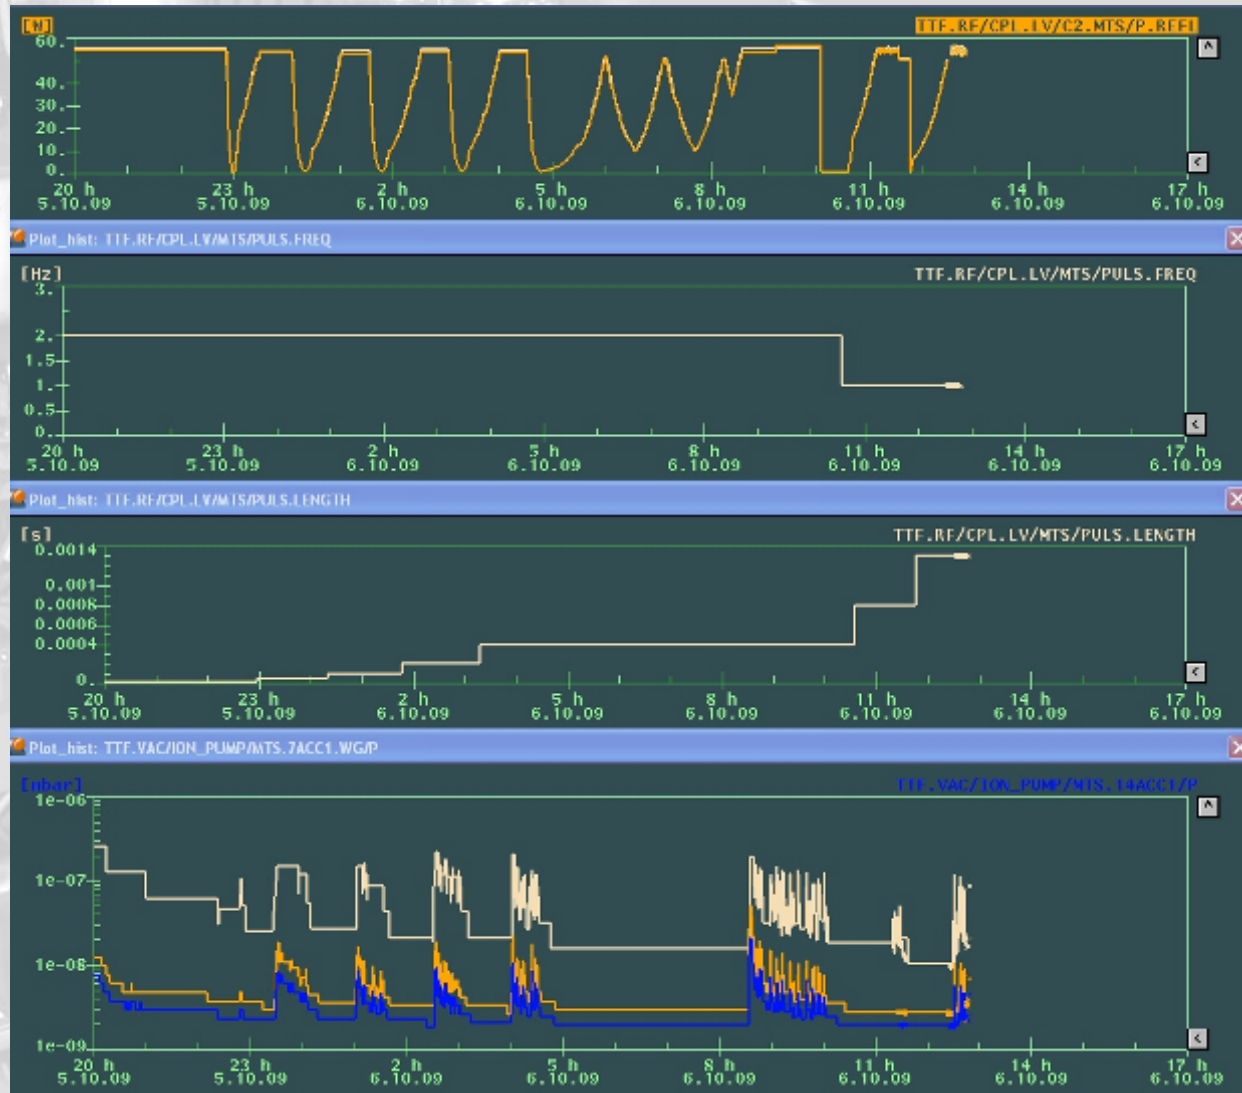 [W] TTF.RF/CPL.LV/C2.MTS/P.REFL
60.
40.
30.
20.
10.
0.
20 h 23 h 2 h 5 h 8 h 11 h 14 h 17 h
5.10.09 5.10.09 6.10.09 6.10.09 6.10.09 6.10.09 6.10.09 6.10.09
Plot_hist: TTF.RF/CPL.LV/MTS/PULS.FREQ
[Hz] TTF.RF/CPL.LV/MTS/PULS.FREQ
3.
2.
1.5
1.
0.5
0.
20 h 23 h 2 h 5 h 8 h 11 h 14 h 17 h
5.10.09 5.10.09 6.10.09 6.10.09 6.10.09 6.10.09 6.10.09 6.10.09
Plot_hist: TTF.RF/CPL.LV/MTS/PULS.LENGTH
[s] TTF.RF/CPL.LV/MTS/PULS.LENGTH
0.0014
0.001
0.0008
0.0006
0.0004
0.
20 h 23 h 2 h 5 h 8 h 11 h 14 h 17 h
5.10.09 5.10.09 6.10.09 6.10.09 6.10.09 6.10.09 6.10.09 6.10.09
Plot_hist: TTF.VAC/ION_PUMP/MTS.7ACC1.WG/P
[mbar] TTF.VAC/ION_PUMP/MTS.14ACC1/P
1e-06
1e-07
1e-08
1e-09
20 h 23 h 2 h 5 h 8 h 11 h 14 h 17 h
5.10.09 5.10.09 6.10.09 6.10.09 6.10.09 6.10.09 6.10.09 6.10.09